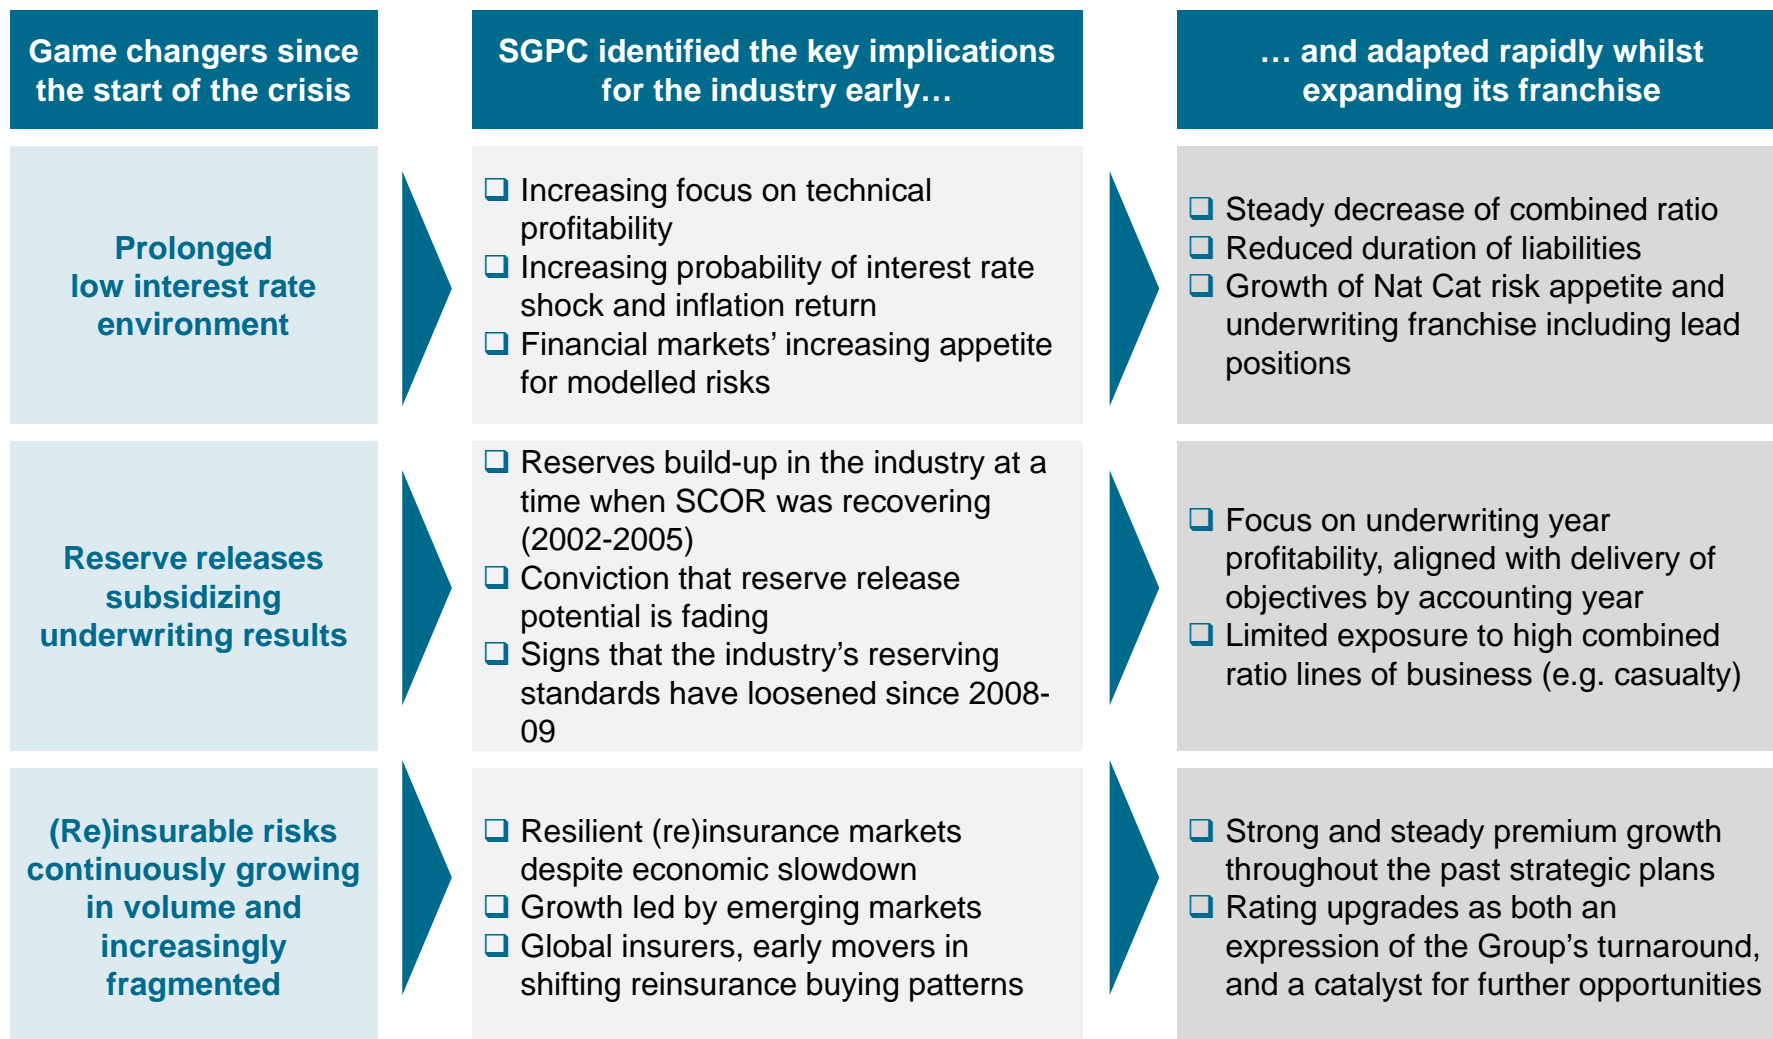 Game changers since
the start of the crisis
SGPC identified the key implications
for the industry early…
… and adapted rapidly whilst
expanding its franchise
Prolonged
low interest rate
environment
❑ Increasing focus on technical
profitability
❑ Increasing probability of interest rate
shock and inflation return
❑ Financial markets’ increasing appetite
for modelled risks
❑ Steady decrease of combined ratio
❑ Reduced duration of liabilities
❑ Growth of Nat Cat risk appetite and
underwriting franchise including lead
positions
Reserve releases
subsidizing
underwriting results
❑ Reserves build-up in the industry at a
time when SCOR was recovering
(2002-2005)
❑ Conviction that reserve release
potential is fading
❑ Signs that the industry’s reserving
standards have loosened since 2008-
09
❑ Focus on underwriting year
profitability, aligned with delivery of
objectives by accounting year
❑ Limited exposure to high combined
ratio lines of business (e.g. casualty)
(Re)insurable risks
continuously growing
in volume and
increasingly
fragmented
❑ Resilient (re)insurance markets
despite economic slowdown
❑ Growth led by emerging markets
❑ Global insurers, early movers in
shifting reinsurance buying patterns
❑ Strong and steady premium growth
throughout the past strategic plans
❑ Rating upgrades as both an
expression of the Group’s turnaround,
and a catalyst for further opportunities